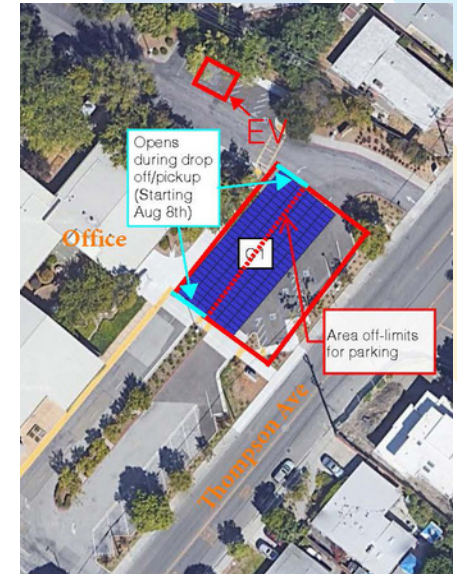 EV
Opens
during drop
off/pickup
(Starting
Aug 8th)
Office
Area off-limits
for parking
Thompson Ave